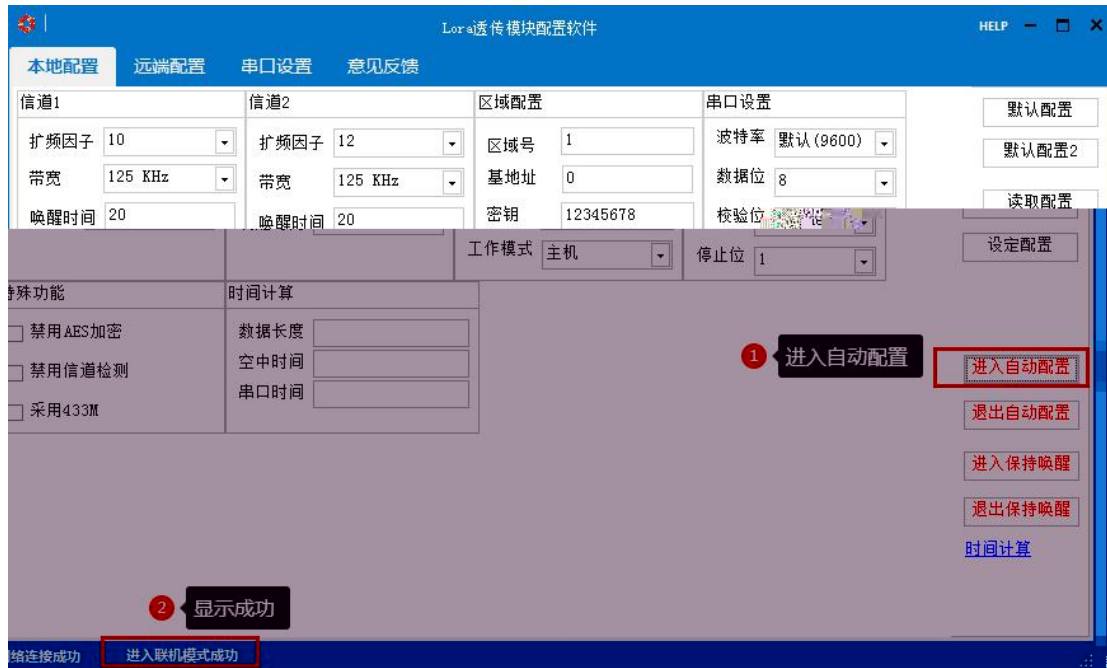 Lora透传模块配置软件
HELP
本地配置 远端配置 串口设置 意见反馈
信道1 信道2 区域配置 串口设置
默认配置
扩频因子 10 扩频因子 12 区域号 1 波特率 默认(9600)
默认配置2
带宽 125 KHz 带宽 125 KHz 基地址 0 数据位 8
读取配置
唤醒时间 20 唤醒时间 20 密钥 12345678 校验位
工作模式 主机 停止位 1
设定配置
殊功能 时间计算
禁用AES加密 数据长度
空中时间
禁用信道检测
串口时间
采用433M
1 进入自动配置
进入自动配置
退出自动配置
进入保持唤醒
退出保持唤醒
时间计算
2 显示成功
络连接成功 进入联机模式成功